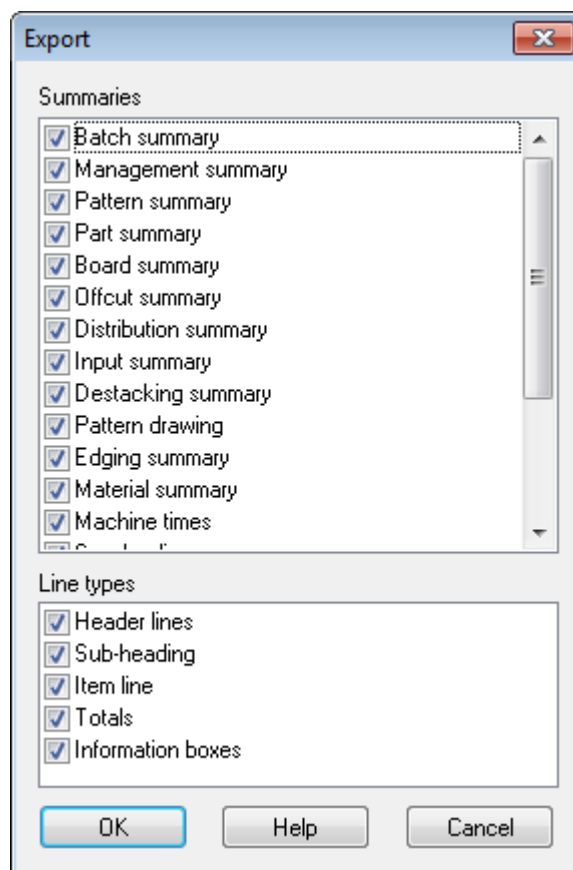 Export
Summaries
Batch summary
Management summary
Pattern summary
Part summary
Board summary
Offcut summary
Distribution summary
Input summary
Destacking summary
Pattern drawing
Edging summary
Material summary
Machine times
Line types
Header lines
Sub-heading
Item line
Totals
Information boxes
OK
Help
Cancel